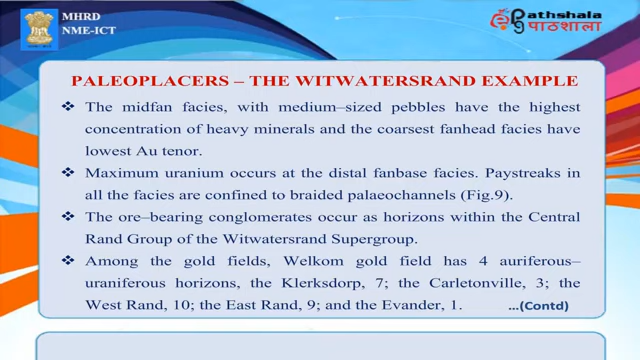 MHRD
NME-ICT
Pathshala
पाठशाला
PALEOPLACERS – THE WITWATERSRAND EXAMPLE
❖ The midfan facies, with medium–sized pebbles have the highest
concentration of heavy minerals and the coarsest fanhead facies have
lowest Au tenor.
❖ Maximum uranium occurs at the distal fanbase facies. Paystreaks in
all the facies are confined to braided palaeochannels (Fig.9).
❖ The ore–bearing conglomerates occur as horizons within the Central
Rand Group of the Witwatersrand Supergroup.
❖ Among the gold fields, Welkom gold field has 4 auriferous–
uraniferous horizons, the Klerksdorp, 7; the Carletonville, 3; the
West Rand, 10; the East Rand, 9; and the Evander, 1. ...(Contd)